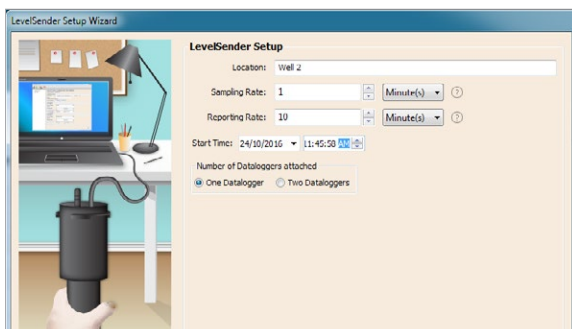 LevelSender Setup Wizard
LevelSender Setup
Location: Well 2
Sampling Rate: 1 Minute(s) ?
Reporting Rate: 10 Minute(s) ?
Start Time: 24/10/2016 11:45:58 AM
Number of Dataloggers attached
One Datalogger Two Dataloggers